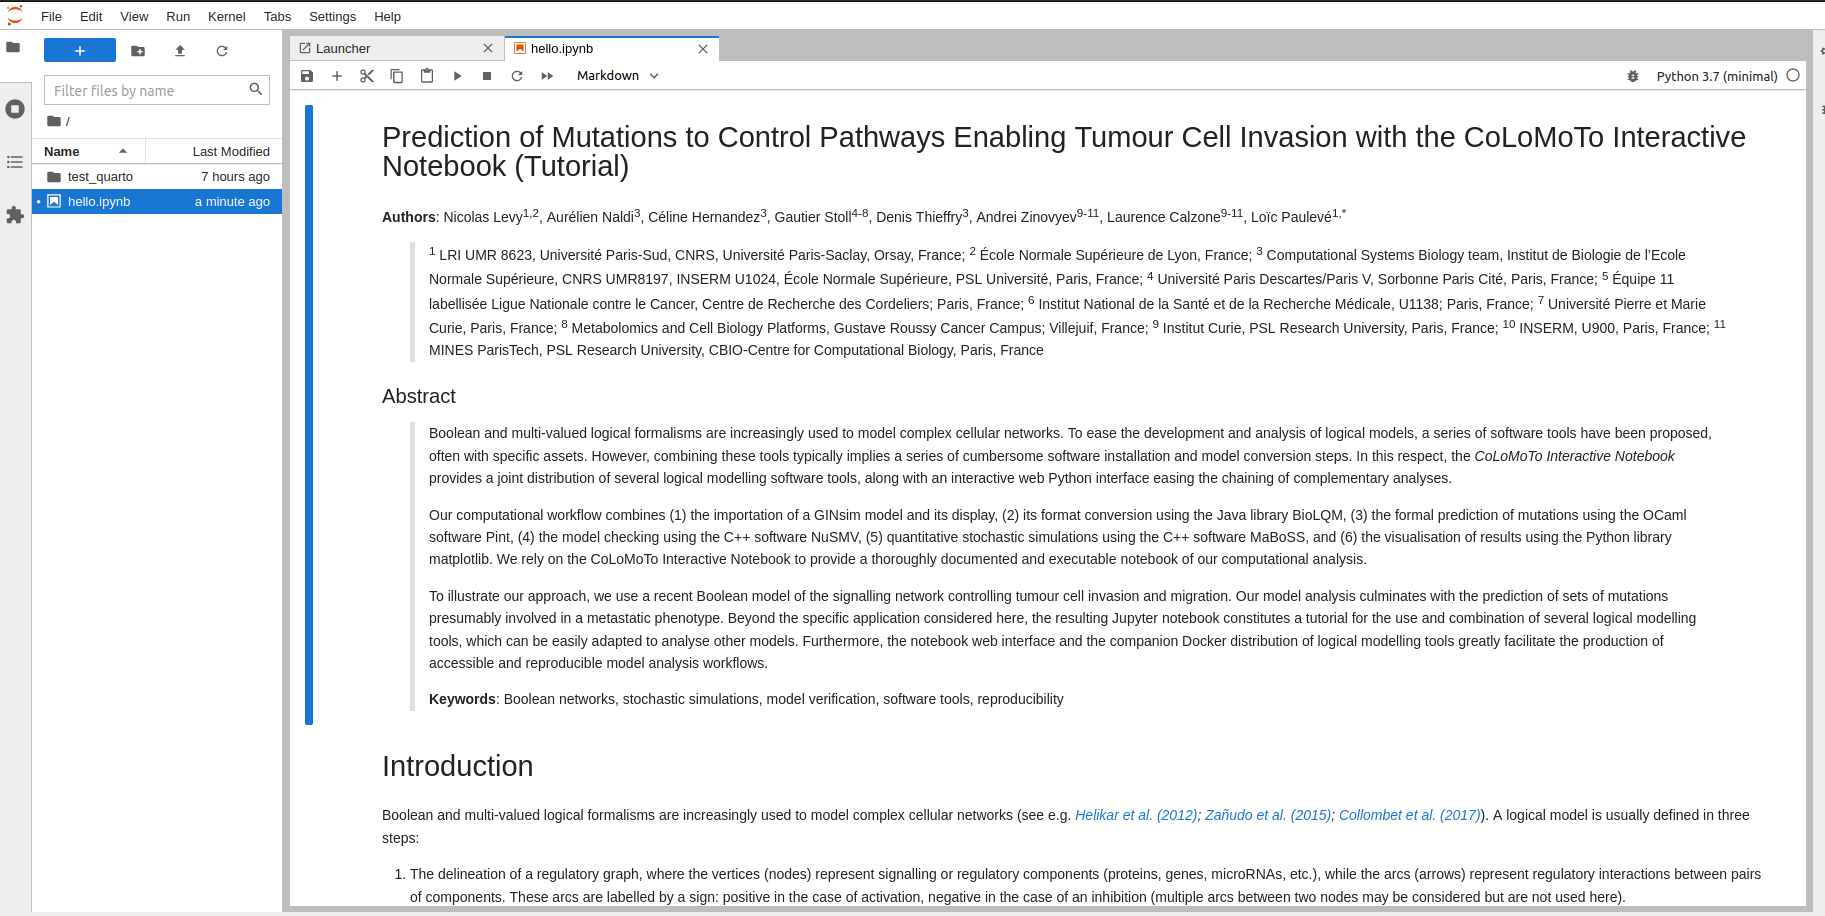 File Edit View Run Kernel Tabs Settings Help
Launcher
hello.ipynb
Markdown
Python 3.7 (minimal)
Filter files by name
/
Name Last Modified
test_quarto 7 hours ago
hello.ipynb a minute ago
Prediction of Mutations to Control Pathways Enabling Tumour Cell Invasion with the CoLoMoTo Interactive
Notebook (Tutorial)
Authors: Nicolas Levy1,2, Aurélien Naldi3, Céline Hernandez3, Gautier Stoll4-8, Denis Thieffry3, Andrei Zinovyev9-11, Laurence Calzone9-11, Loïc Paulevé1,*
1 LRI UMR 8623, Université Paris-Sud, CNRS, Université Paris-Saclay, Orsay, France; 2 École Normale Supérieure de Lyon, France; 3 Computational Systems Biology team, Institut de Biologie de l’Ecole
Normale Supérieure, CNRS UMR8197, INSERM U1024, École Normale Supérieure, PSL Université, Paris, France; 4 Université Paris Descartes/Paris V, Sorbonne Paris Cité, Paris, France; 5 Équipe 11
labellisée Ligue Nationale contre le Cancer, Centre de Recherche des Cordeliers; Paris, France; 6 Institut National de la Santé et de la Recherche Médicale, U1138; Paris, France; 7 Université Pierre et Marie
Curie, Paris, France; 8 Metabolomics and Cell Biology Platforms, Gustave Roussy Cancer Campus; Villejuif, France; 9 Institut Curie, PSL Research University, Paris, France; 10 INSERM, U900, Paris, France; 11
MINES ParisTech, PSL Research University, CBIO-Centre for Computational Biology, Paris, France
Abstract
Boolean and multi-valued logical formalisms are increasingly used to model complex cellular networks. To ease the development and analysis of logical models, a series of software tools have been proposed,
often with specific assets. However, combining these tools typically implies a series of cumbersome software installation and model conversion steps. In this respect, the CoLoMoTo Interactive Notebook
provides a joint distribution of several logical modelling software tools, along with an interactive web Python interface easing the chaining of complementary analyses.
Our computational workflow combines (1) the importation of a GINsim model and its display, (2) its format conversion using the Java library BioLQM, (3) the formal prediction of mutations using the OCaml
software Pint, (4) the model checking using the C++ software NuSMV, (5) quantitative stochastic simulations using the C++ software MaBoSS, and (6) the visualisation of results using the Python library
matplotlib. We rely on the CoLoMoTo Interactive Notebook to provide a thoroughly documented and executable notebook of our computational analysis.
To illustrate our approach, we use a recent Boolean model of the signalling network controlling tumour cell invasion and migration. Our model analysis culminates with the prediction of sets of mutations
presumably involved in a metastatic phenotype. Beyond the specific application considered here, the resulting Jupyter notebook constitutes a tutorial for the use and combination of several logical modelling
tools, which can be easily adapted to analyse other models. Furthermore, the notebook web interface and the companion Docker distribution of logical modelling tools greatly facilitate the production of
accessible and reproducible model analysis workflows.
Keywords: Boolean networks, stochastic simulations, model verification, software tools, reproducibility
Introduction
Boolean and multi-valued logical formalisms are increasingly used to model complex cellular networks (see e.g. Helikar et al. (2012); Zañudo et al. (2015); Collombet et al. (2017)). A logical model is usually defined in three
steps:
1. The delineation of a regulatory graph, where the vertices (nodes) represent signalling or regulatory components (proteins, genes, microRNAs, etc.), while the arcs (arrows) represent regulatory interactions between pairs
of components. These arcs are labelled by a sign: positive in the case of activation, negative in the case of an inhibition (multiple arcs between two nodes may be considered but are not used here).